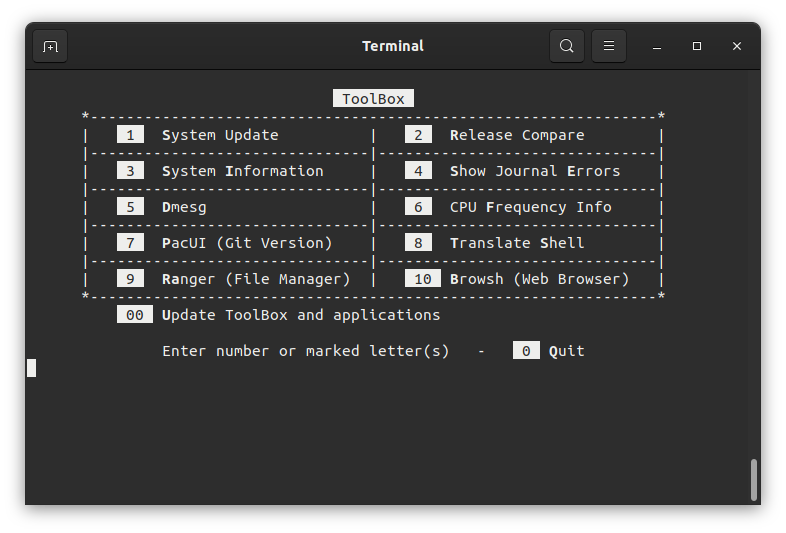 Terminal
ToolBox
*---------------------------------------------------------------*
| 1 System Update | 2 Release Compare |
|-------------------------------|-------------------------------|
| 3 System Information | 4 Show Journal Errors |
|-------------------------------|-------------------------------|
| 5 Dmesg | 6 CPU Frequency Info |
|-------------------------------|-------------------------------|
| 7 PacUI (Git Version) | 8 Translate Shell |
|-------------------------------|-------------------------------|
| 9 Ranger (File Manager) | 10 Browsh (Web Browser) |
*---------------------------------------------------------------*
00 Update ToolBox and applications
Enter number or marked letter(s) - 0 Quit